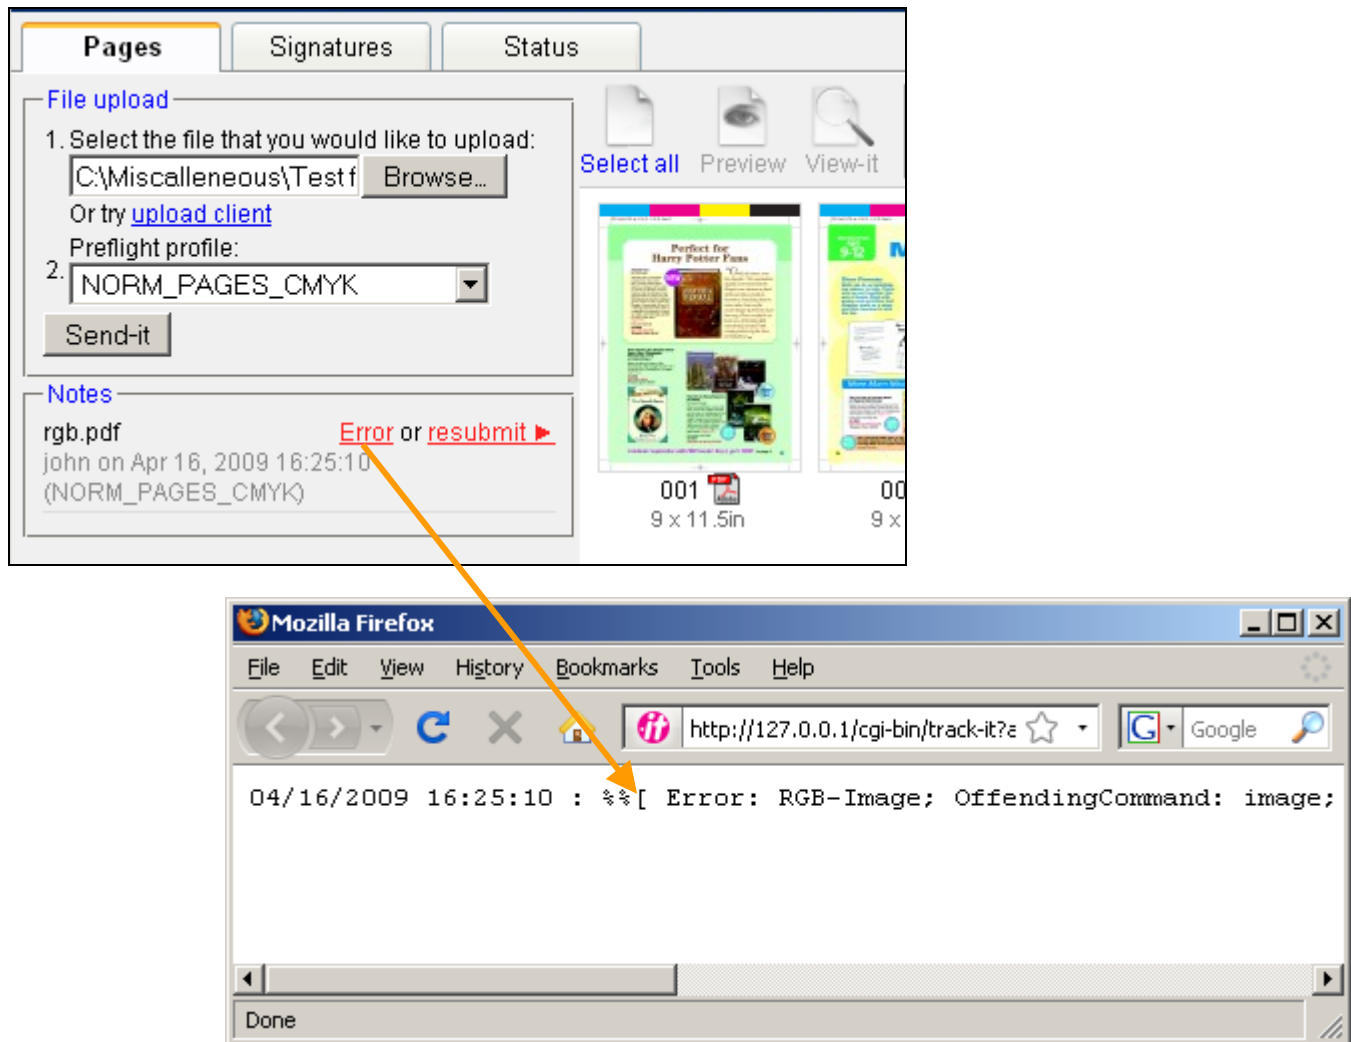 Pages
Signatures
Status
File upload
1. Select the file that you would like to upload:
C:\Miscalleneous\Test f
Browse...
Or try upload client
Preflight profile:
2.
NORM_PAGES_CMYK
Send-it
Notes
rgb.pdf Error or resubmit
john on Apr 16, 2009 16:25:10
(NORM_PAGES_CMYK)
Select all
Preview
View-it
Perfect for
Harry Potter Fans
9-12
001
9 x 11.5in
00
9 x
Mozilla Firefox
File Edit View History Bookmarks Tools Help
it
http://127.0.0.1/cgi-bin/track-it?a
G
Google
04/16/2009 16:25:10 : %%[ Error: RGB-Image; OffendingCommand: image;
Done